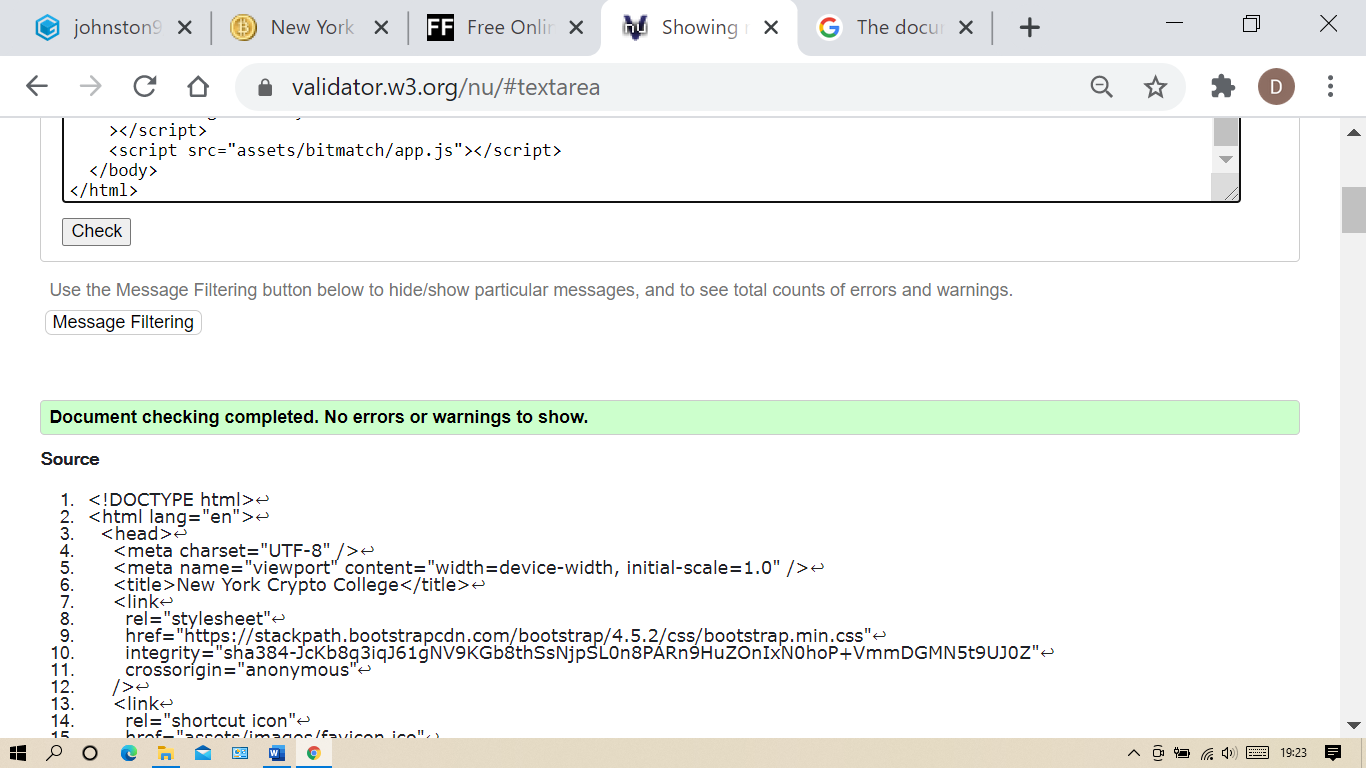 johnston9
New York
Free Onlin
Showing
The docu
validator.w3.org/nu/#textarea
D
></script>
<script src="assets/bitmatch/app.js"></script>
</body>
</html>
Check
Use the Message Filtering button below to hide/show particular messages, and to see total counts of errors and warnings.
Message Filtering
Document checking completed. No errors or warnings to show.
Source
1. <!DOCTYPE html>↩
2. <html lang="en">↩
3. <head>↩
4. <meta charset="UTF-8" />↩
5. <meta name="viewport" content="width=device-width, initial-scale=1.0" />↩
6. <title>New York Crypto College</title>↩
7. <link↩
8. rel="stylesheet"↩
9. href="https://stackpath.bootstrapcdn.com/bootstrap/4.5.2/css/bootstrap.min.css"↩
10. integrity="sha384-JcKb8q3iqJ61gNV9KGb8thSsNjpSL0n8PARn9HuZOnIxN0hoP+VmmDGMN5t9UJ0Z"↩
11. crossorigin="anonymous"↩
12. />↩
13. <link↩
14. rel="shortcut icon"↩
15. href="assets/images/favicon.ico"↩
19:23